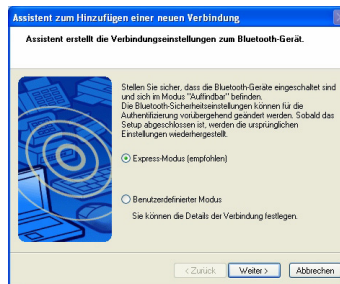 Assistent zum Hinzufügen einer neuen Verbindung
Assistent erstellt die Verbindungseinstellungen zum Bluetooth-Gerät.
Stellen Sie sicher, dass die Bluetooth-Geräte eingeschaltet sind
und sich im Modus "Auffindbar" befinden.
Die Bluetooth-Sicherheitseinstellungen können für die
Authentifizierung vorübergehend geändert werden. Sobald das
Setup abgeschlossen ist, werden die ursprünglichen
Einstellungen wiederhergestellt.
Express-Modus (empfohlen)
Benutzerdefinierter Modus
Sie können die Details der Verbindung festlegen.
< Zurück Weiter > Abbrechen